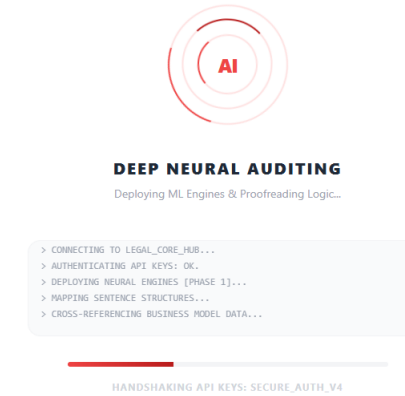 AI
DEEP NEURAL AUDITING
Deploying ML Engines & Proofreading Logic...
> CONNECTING TO LEGAL_CORE_HUB...
> AUTHENTICATING API KEYS: OK.
> DEPLOYING NEURAL ENGINES [PHASE 1]...
> MAPPING SENTENCE STRUCTURES...
> CROSS-REFERENCING BUSINESS MODEL DATA...
HANDSHAKING API KEYS: SECURE_AUTH_V4